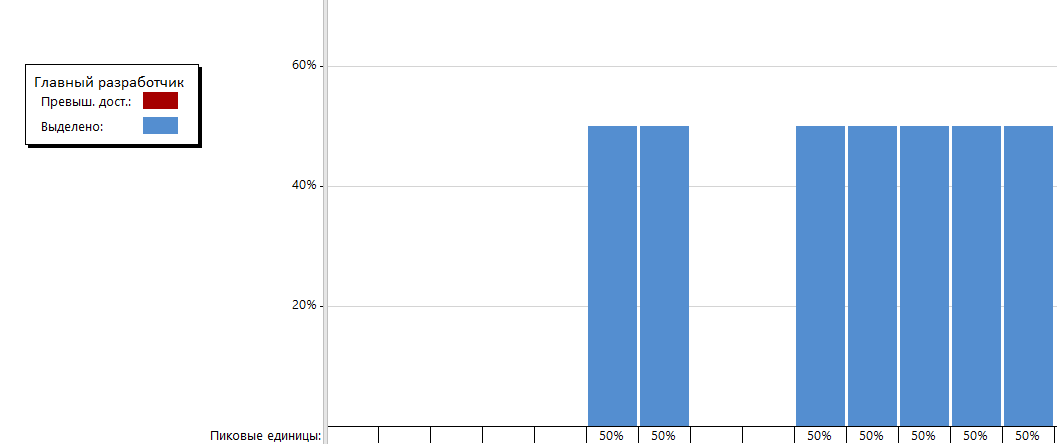 60%
Главный разработчик
Превыш. дост.:
Выделено:
40%
20%
Пиковые единицы: 50% 50% 50% 50% 50% 50% 50%